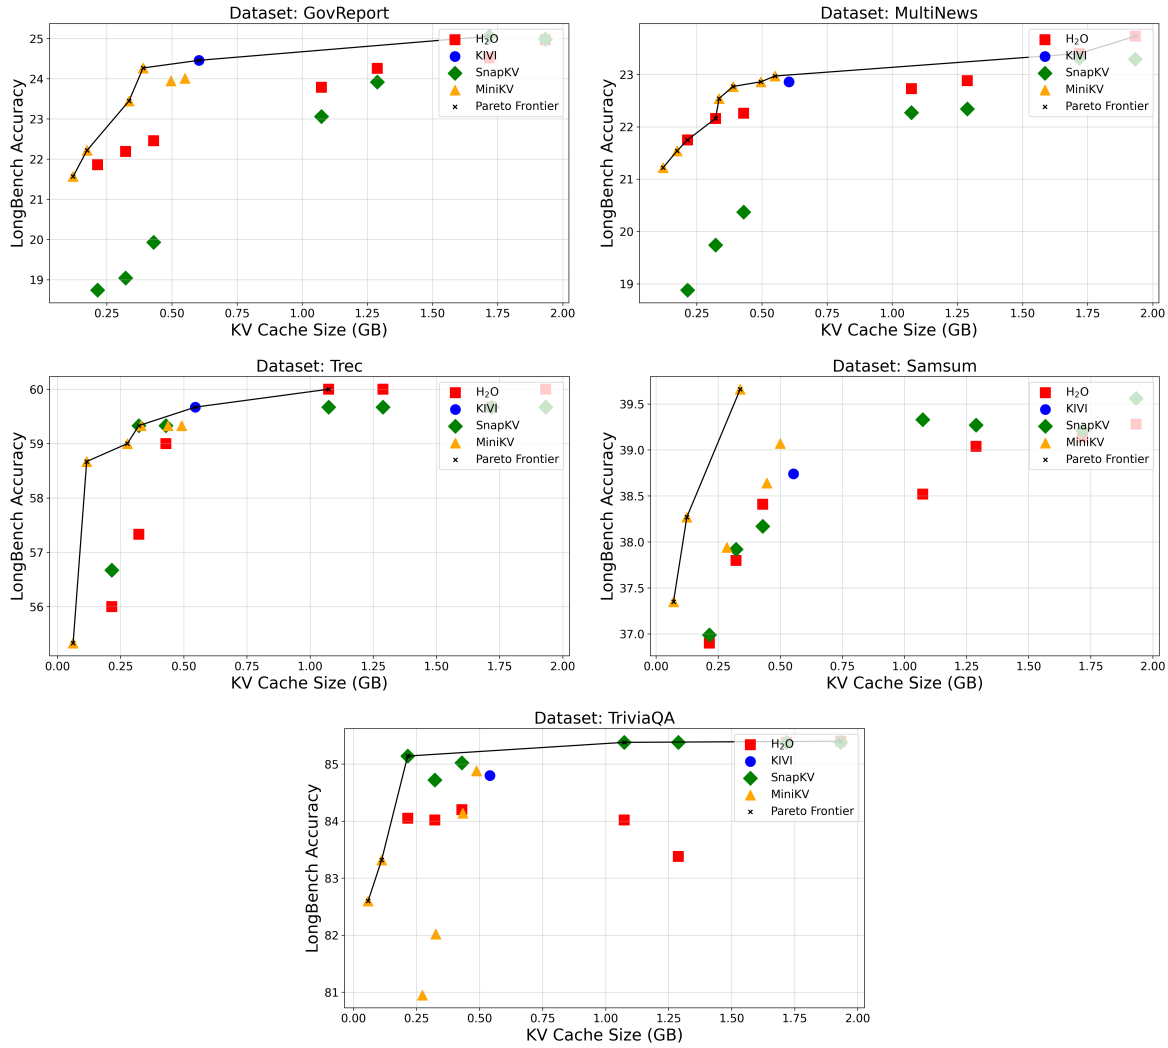 Dataset: GovReport
LongBench Accuracy
25
24
23
22
21
20
19
0.25 0.50 0.75 1.00 1.25 1.50 1.75 2.00
KV Cache Size (GB)
H₂O
KIVI
SnapKV
MiniKV
Pareto Frontier
Dataset: MultiNews
LongBench Accuracy
23
22
21
20
19
0.25 0.50 0.75 1.00 1.25 1.50 1.75 2.00
KV Cache Size (GB)
H₂O
KIVI
SnapKV
MiniKV
Pareto Frontier
Dataset: Trec
LongBench Accuracy
60
59
58
57
56
0.00 0.25 0.50 0.75 1.00 1.25 1.50 1.75 2.00
KV Cache Size (GB)
H₂O
KIVI
SnapKV
MiniKV
Pareto Frontier
Dataset: Samsum
LongBench Accuracy
39.5
39.0
38.5
38.0
37.5
37.0
0.00 0.25 0.50 0.75 1.00 1.25 1.50 1.75 2.00
KV Cache Size (GB)
H₂O
KIVI
SnapKV
MiniKV
Pareto Frontier
Dataset: TriviaQA
LongBench Accuracy
85
84
83
82
81
0.00 0.25 0.50 0.75 1.00 1.25 1.50 1.75 2.00
KV Cache Size (GB)
H₂O
KIVI
SnapKV
MiniKV
Pareto Frontier